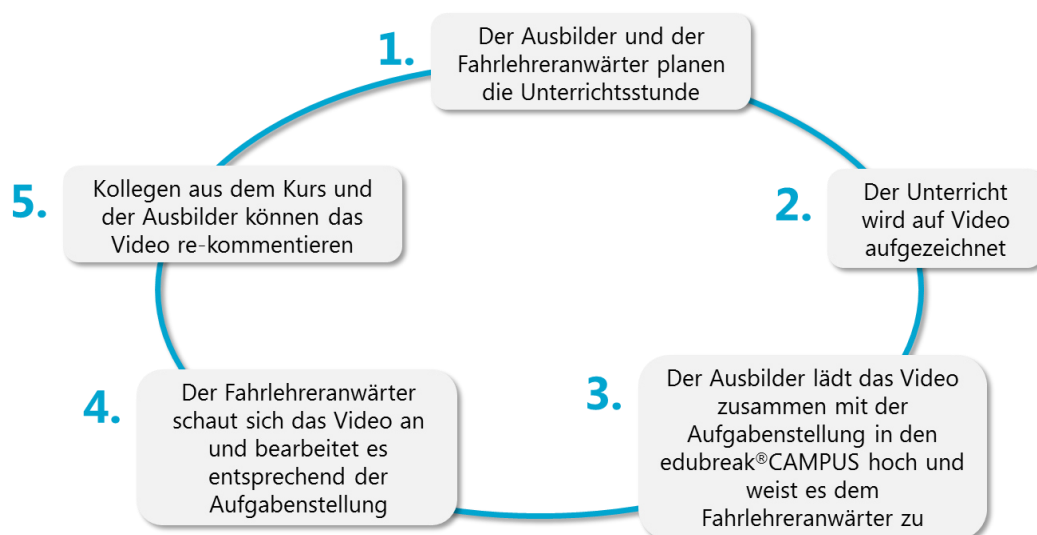 1.
Der Ausbilder und der
Fahrlehreranwärter planen
die Unterrichtsstunde
2.
Der Unterricht
wird auf Video
aufgezeichnet
3.
Der Ausbilder lädt das Video
zusammen mit der
Aufgabenstellung in den
edubreak®CAMPUS hoch und
weist es dem
Fahrlehreranwärter zu
4.
Der Fahrlehreranwärter
schaut sich das Video an
und bearbeitet es
entsprechend der
Aufgabenstellung
5.
Kollegen aus dem Kurs und
der Ausbilder können das
Video re-kommentieren